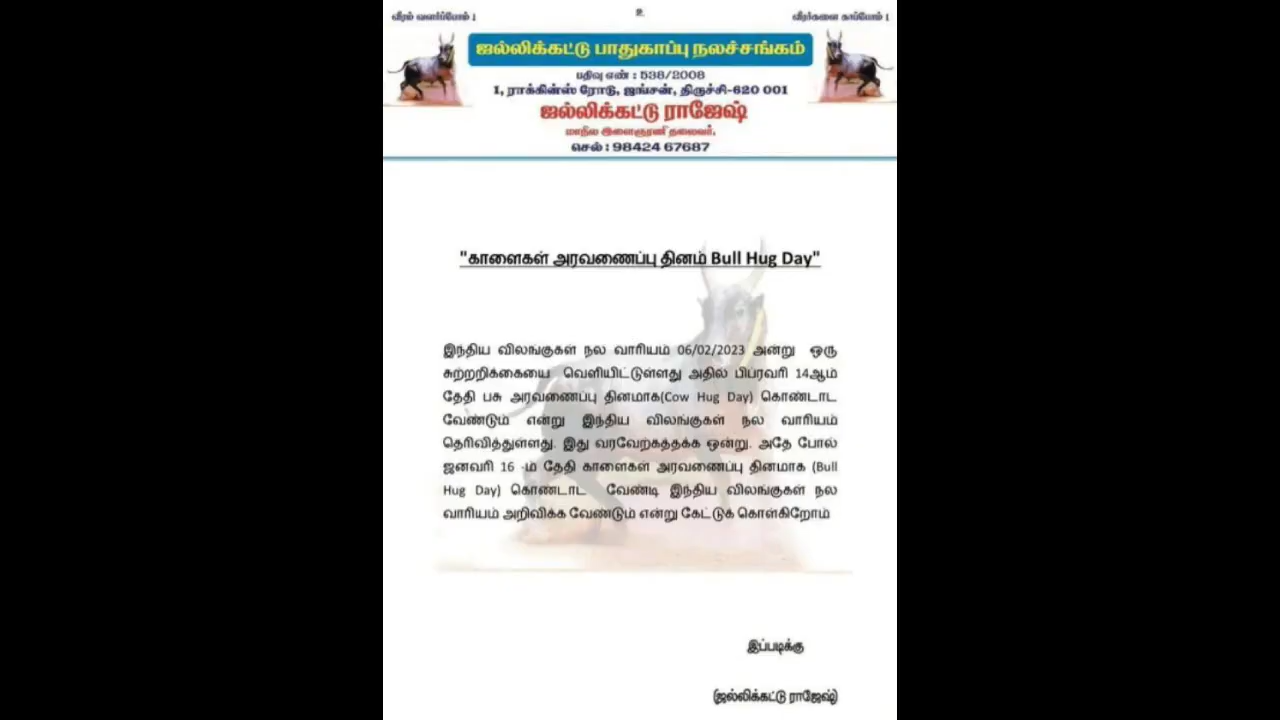 வீரம் வளர்ப்போம் !
உ
வீரர்களை காப்போம் !
ஜல்லிக்கட்டு பாதுகாப்பு நலச்சங்கம்
பதிவு எண் : 538/2008
1, ராக்கின்ஸ் ரோடு, ஜங்சன், திருச்சி-620 001
ஜல்லிக்கட்டு ராஜேஷ்
மாநில இளைஞரணி தலைவர்,
செல் : 98424 67687
"காளைகள் அரவணைப்பு தினம் Bull Hug Day"
இந்திய விலங்குகள் நல வாரியம் 06/02/2023 அன்று ஒரு
சுற்றறிக்கையை வெளியிட்டுள்ளது அதில் பிப்ரவரி 14ஆம்
தேதி பசு அரவணைப்பு தினமாக(Cow Hug Day) கொண்டாட
வேண்டும் என்று இந்திய விலங்குகள் நல வாரியம்
தெரிவித்துள்ளது. இது வரவேற்கத்தக்க ஒன்று. அதே போல்
ஜனவரி 16 -ம் தேதி காளைகள் அரவணைப்பு தினமாக (Bull
Hug Day) கொண்டாட வேண்டி இந்திய விலங்குகள் நல
வாரியம் அறிவிக்க வேண்டும் என்று கேட்டுக் கொள்கிறோம்
இப்படிக்கு
(ஜல்லிக்கட்டு ராஜேஷ்)